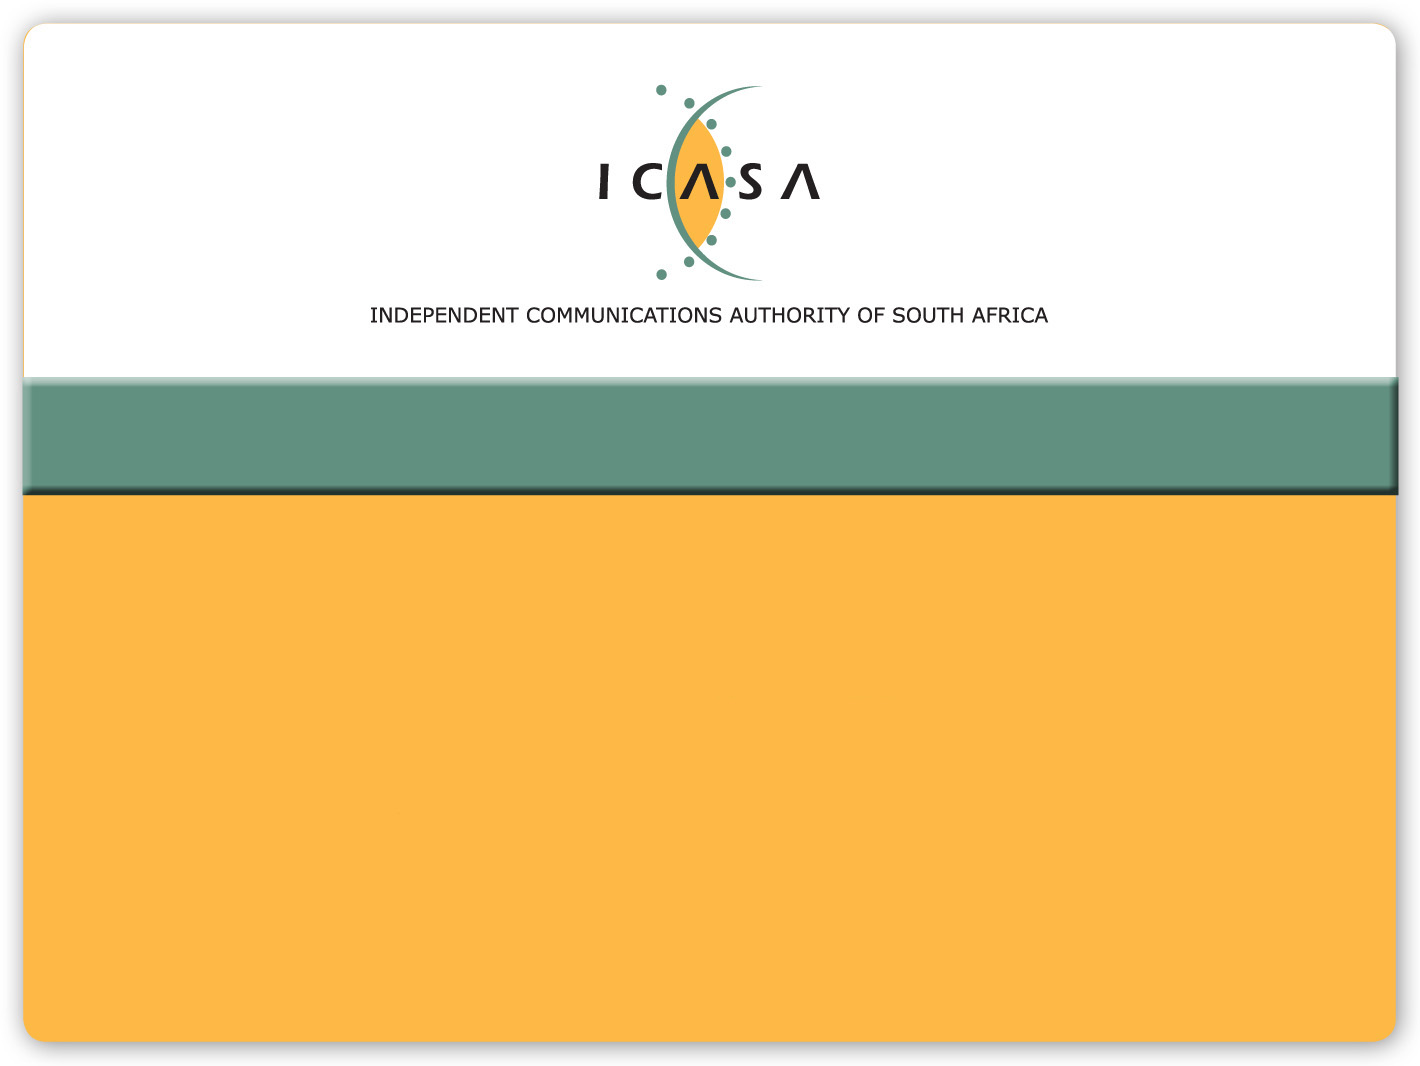 ICASA
INDEPENDENT COMMUNICATIONS AUTHORITY OF SOUTH AFRICA